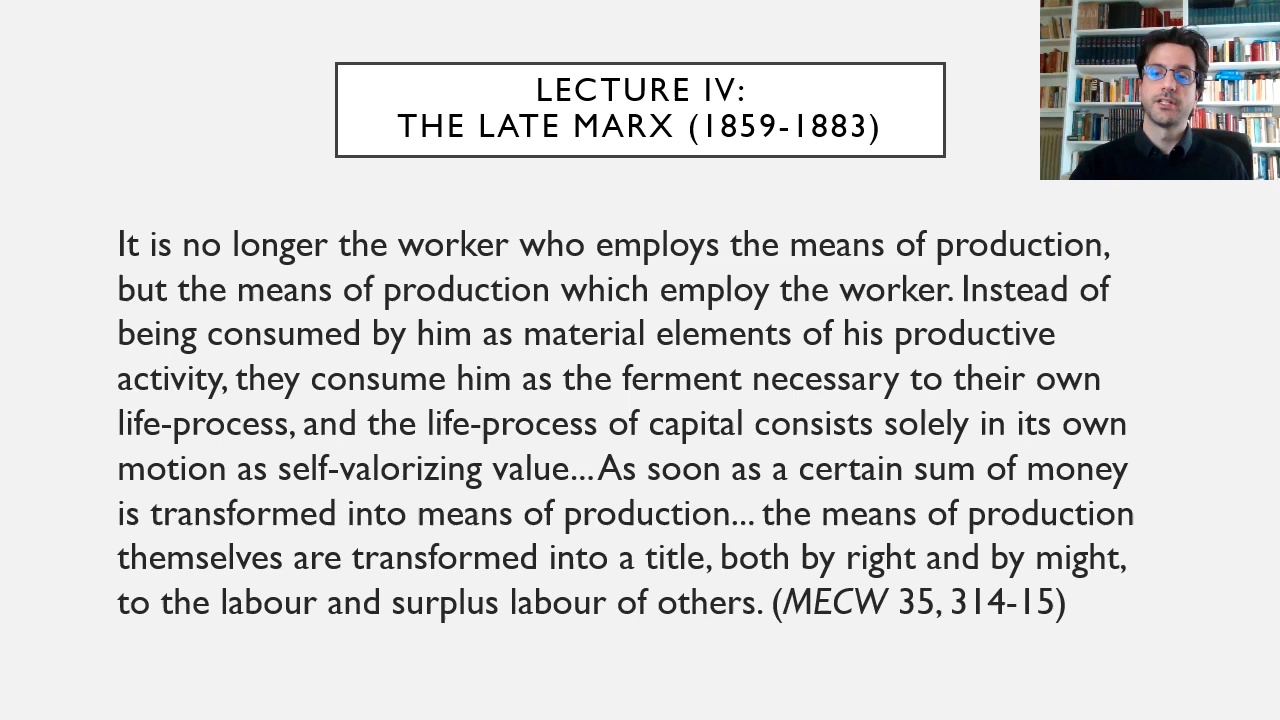 LECTURE IV:
THE LATE MARX (1859-1883)
It is no longer the worker who employs the means of production,
but the means of production which employ the worker. Instead of
being consumed by him as material elements of his productive
activity, they consume him as the ferment necessary to their own
life-process, and the life-process of capital consists solely in its own
motion as self-valorizing value... As soon as a certain sum of money
is transformed into means of production... the means of production
themselves are transformed into a title, both by right and by might,
to the labour and surplus labour of others. (MECW 35, 314-15)